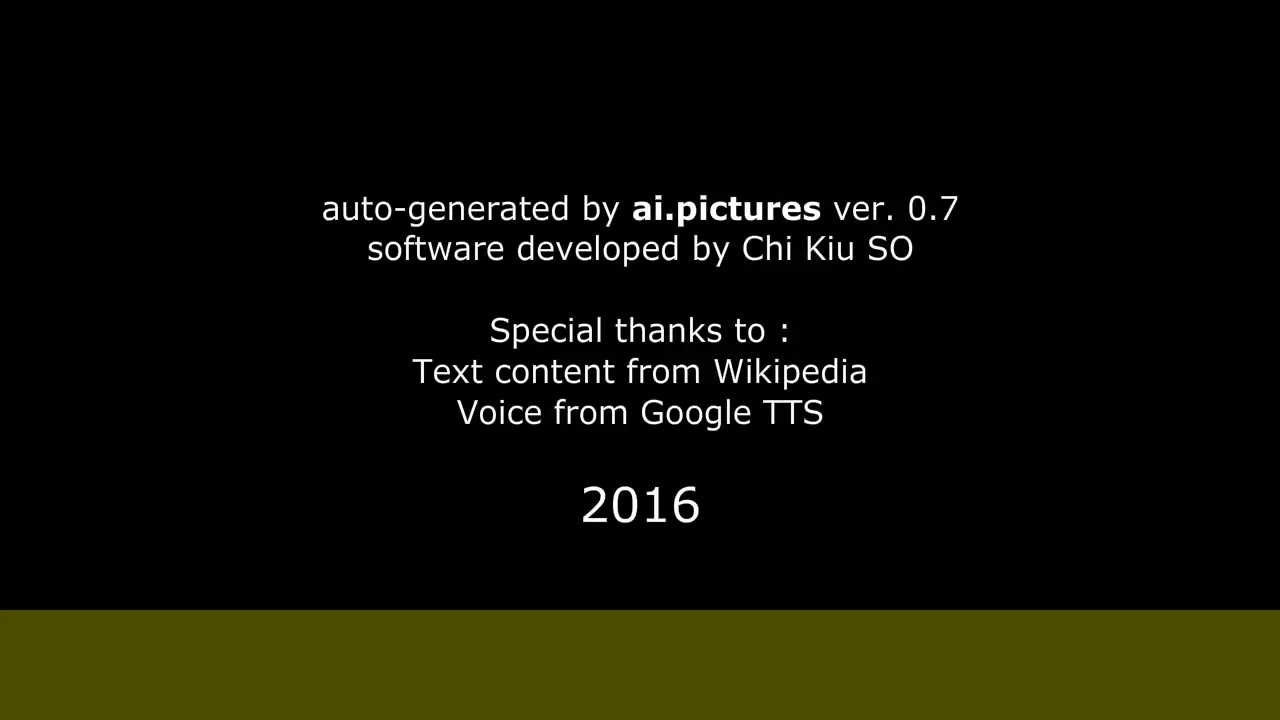 auto-generated by ai.pictures ver. 0.7
software developed by Chi Kiu SO
Special thanks to :
Text content from Wikipedia
Voice from Google TTS
2016